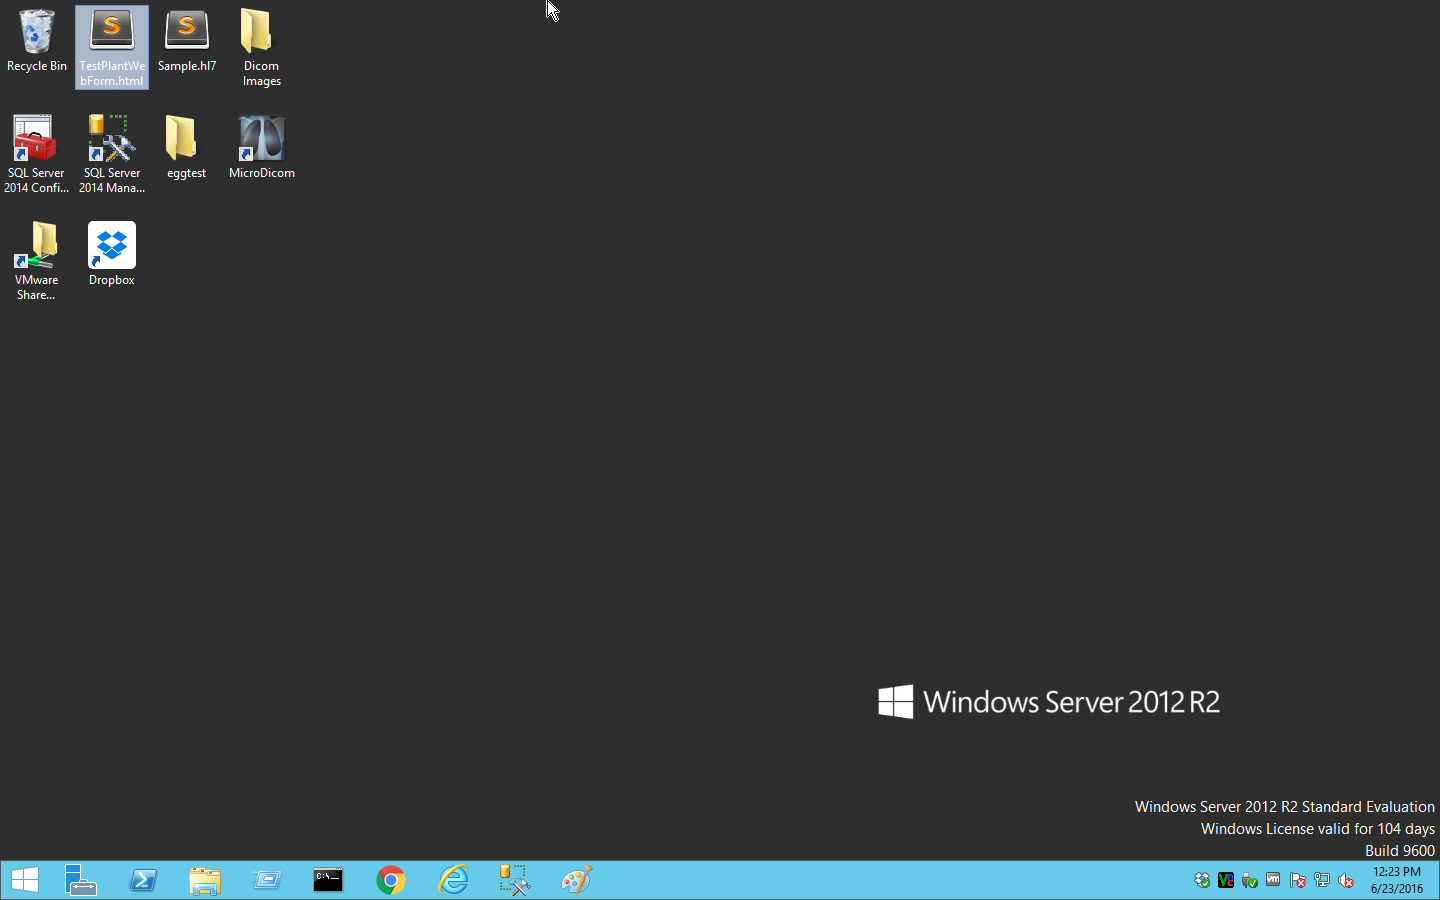 Recycle Bin
TestPlantWe
bForm.html
Sample.hl7
Dicom
Images
SQL Server
2014 Confi...
SQL Server
2014 Mana...
eggtest
MicroDicom
VMware
Share...
Dropbox
Windows Server 2012 R2
Windows Server 2012 R2 Standard Evaluation
Windows License valid for 104 days
Build 9600
12:23 PM
6/23/2016